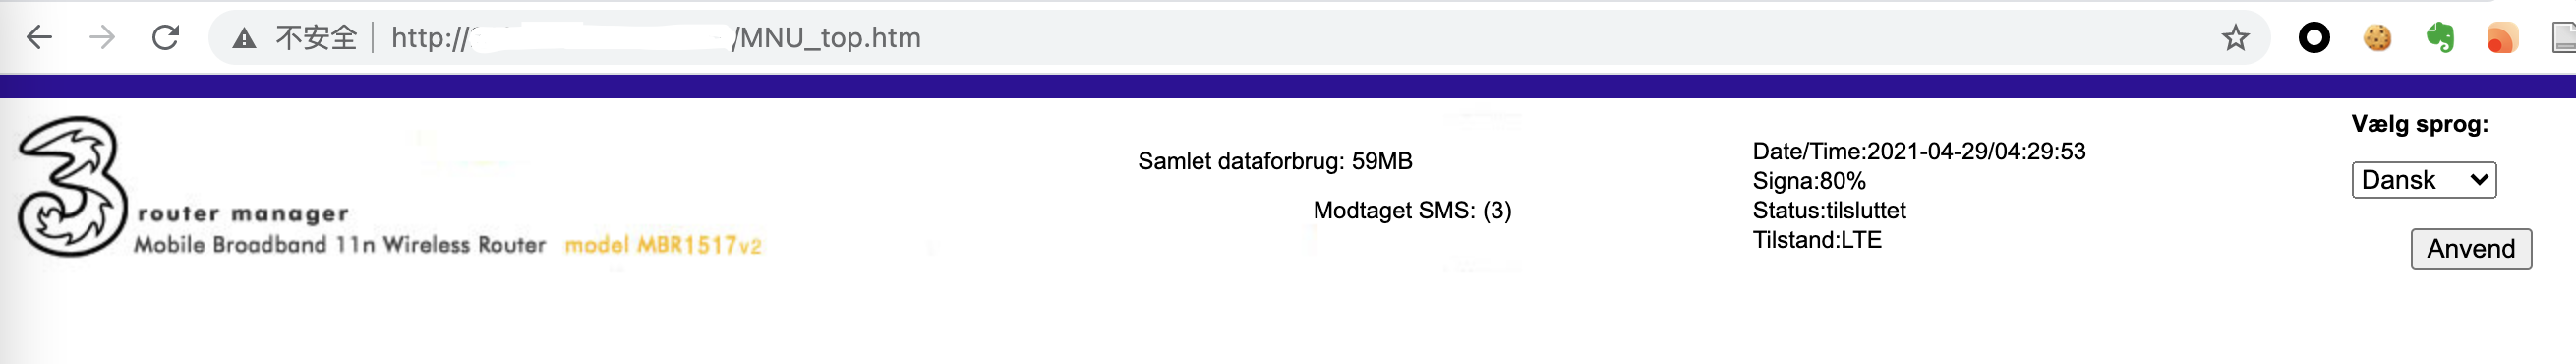 不安全 http:// /MNU_top.htm
3
router manager
Mobile Broadband 11n Wireless Router model MBR1517v2
Samlet dataforbrug: 59MB
Modtaget SMS: (3)
Date/Time:2021-04-29/04:29:53
Signa:80%
Status:tilsluttet
Tilstand:LTE
Vælg sprog:
Dansk
Anvend